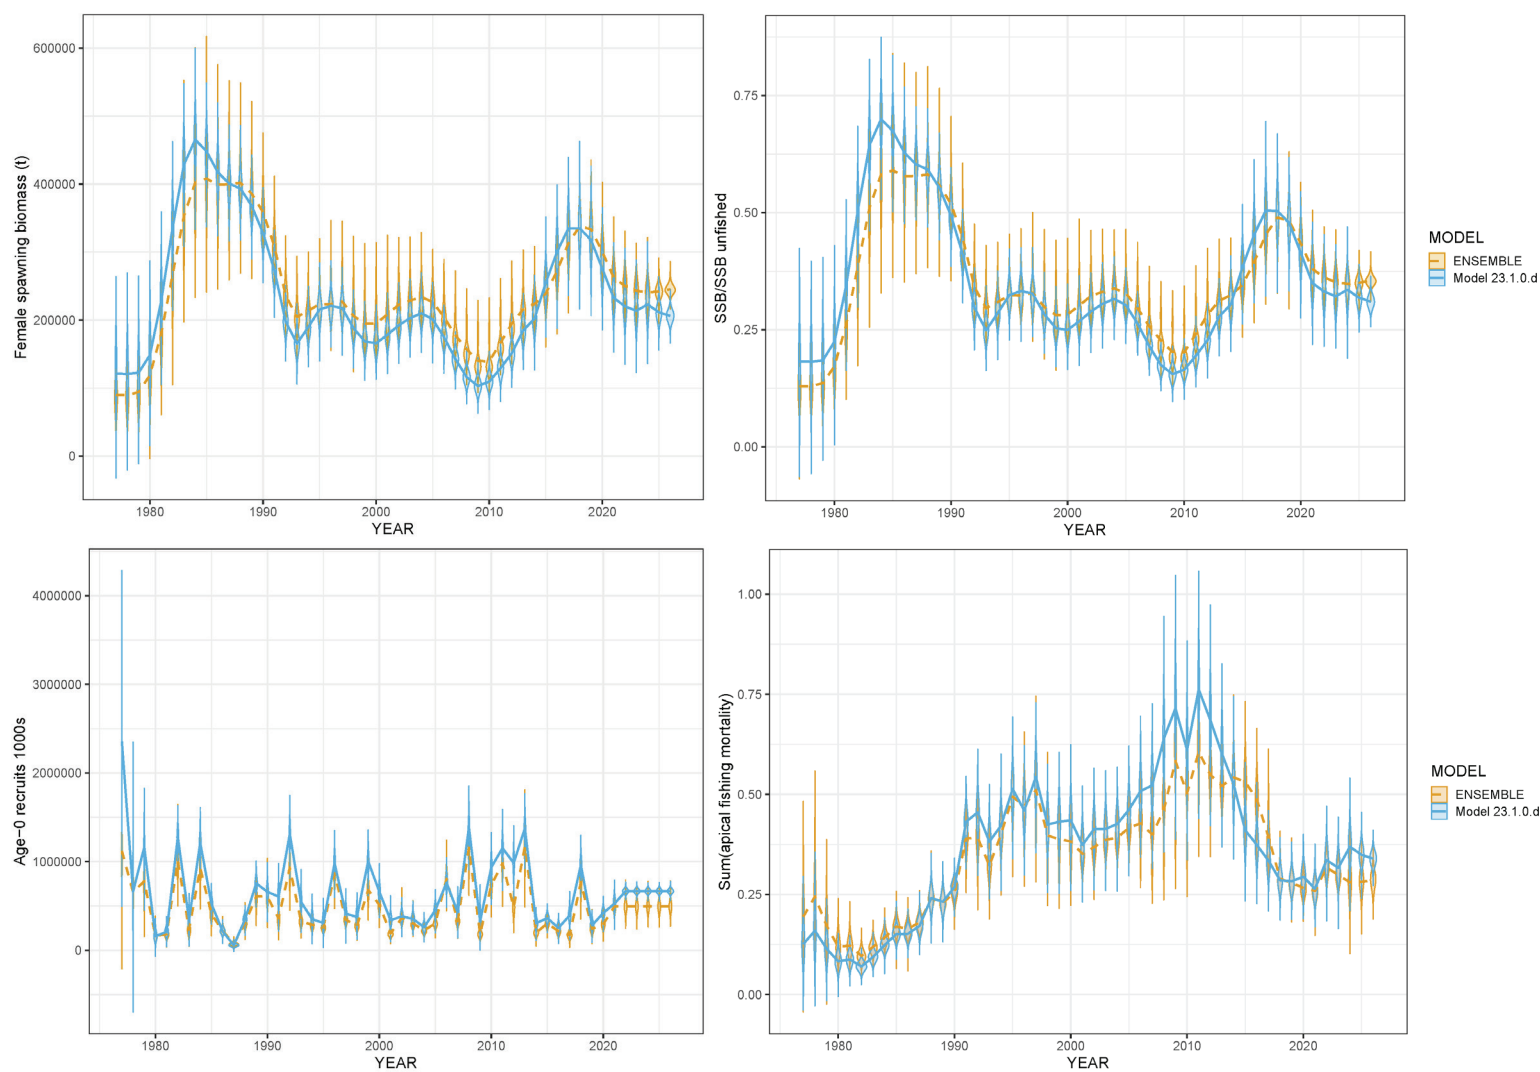 Female spawning biomass (t)
600000
400000
200000
0
1980 1990 2000 2010 2020
YEAR
SSB/SSB unfished
0.75
0.50
0.25
0.00
1980 1990 2000 2010 2020
YEAR
MODEL
ENSEMBLE
Model 23.1.0.d
Age-0 recruits 1000s
4000000
3000000
2000000
1000000
0
1980 1990 2000 2010 2020
YEAR
Sum(apical fishing mortality)
1.00
0.75
0.50
0.25
0.00
1980 1990 2000 2010 2020
YEAR
MODEL
ENSEMBLE
Model 23.1.0.d